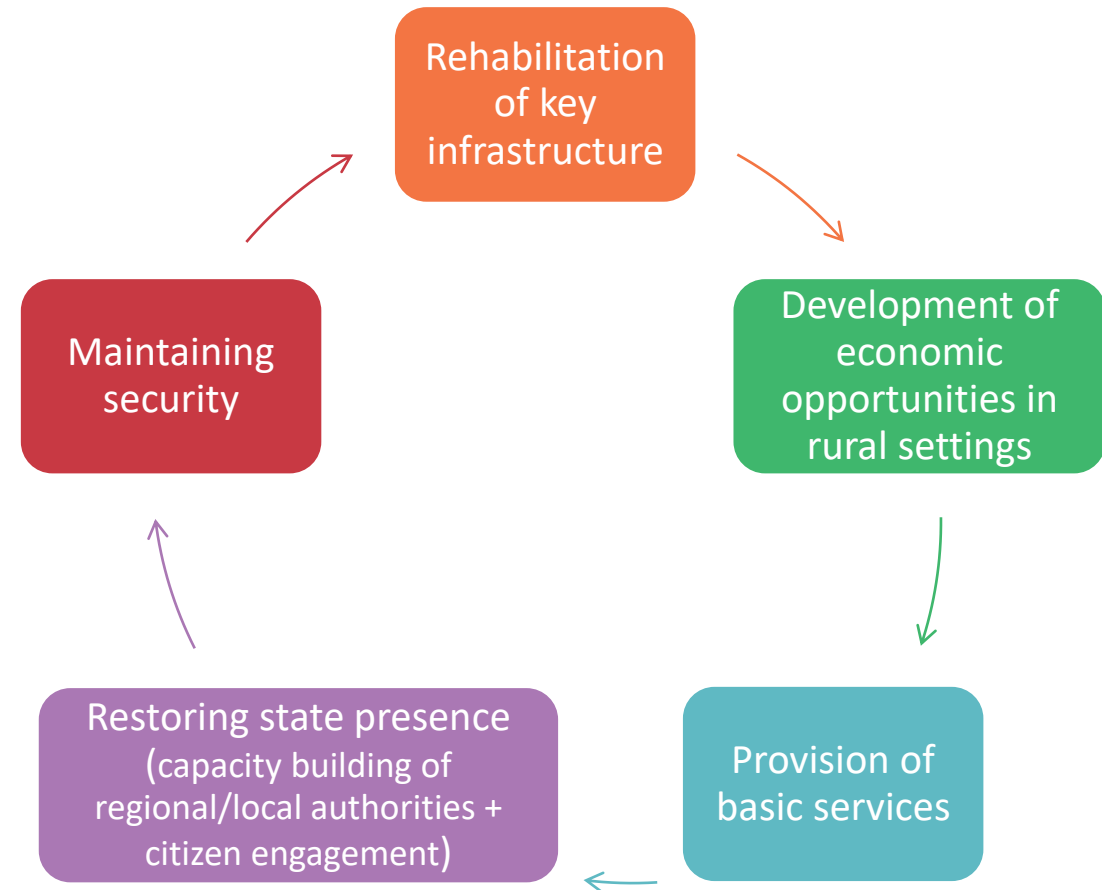 Rehabilitation
of key
infrastructure
Development of
economic
opportunities in
rural settings
Provision of
basic services
Restoring state presence
(capacity building of
regional/local authorities +
citizen engagement)
Maintaining
security